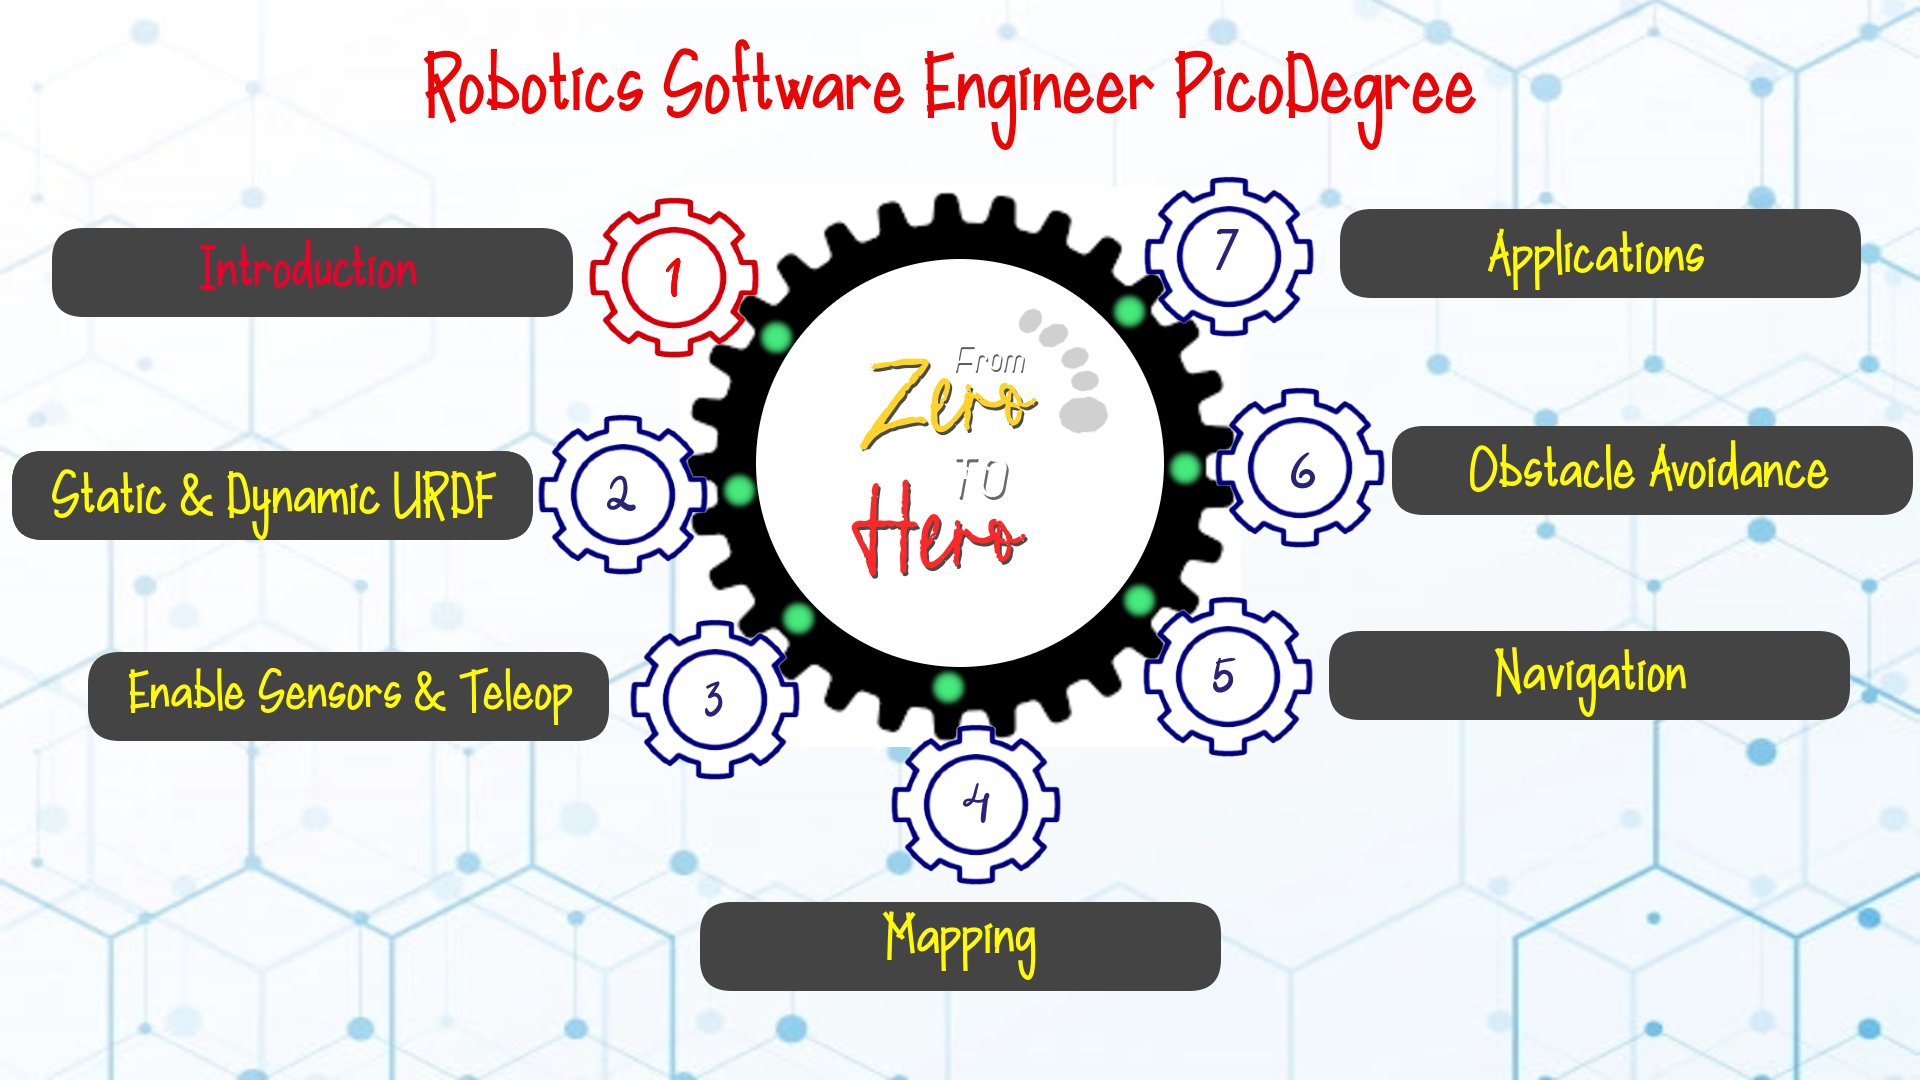 Robotics Software Engineer PicoDegree
Introduction
1
Static & Dynamic URDF
2
Enable Sensors & Teleop
3
4
Mapping
5
Navigation
6
Obstacle Avoidance
7
Applications
From
Zero
TO
Hero